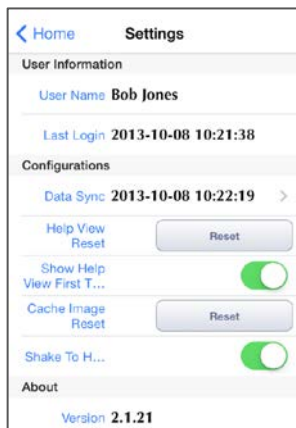 Home Settings
User Information
User Name Bob Jones
Last Login 2013-10-08 10:21:38
Configurations
Data Sync 2013-10-08 10:22:19
Help View
Reset Reset
Show Help
View First T...
Cache Image
Reset Reset
Shake To H...
About
Version 2.1.21